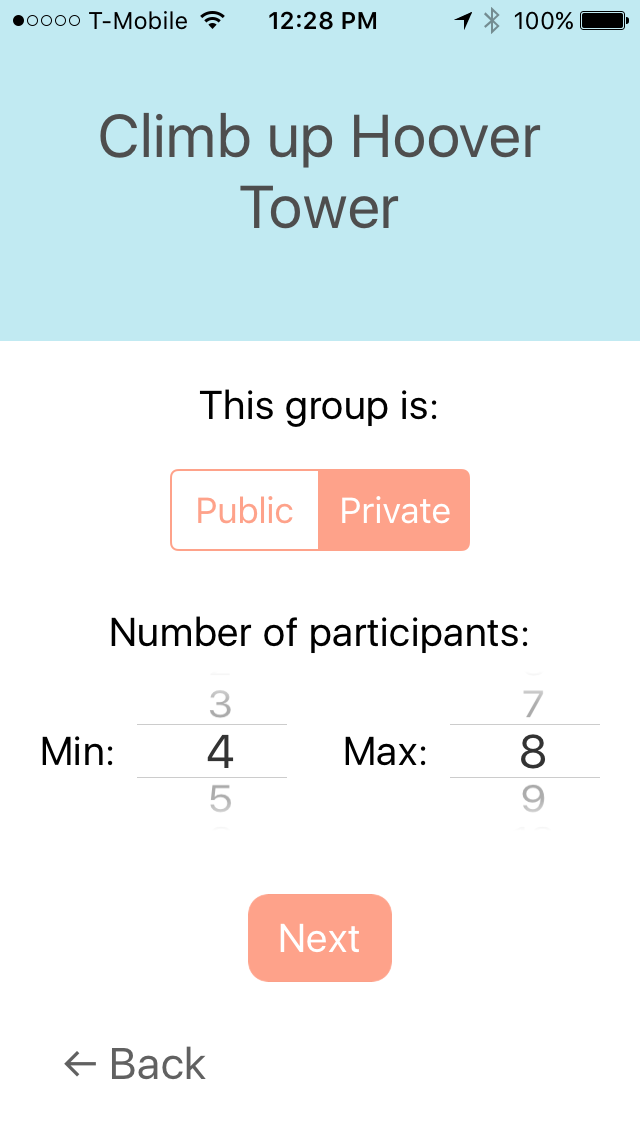 T-Mobile 12:28 PM 100%
Climb up Hoover
Tower
This group is:
Public Private
Number of participants:
3 7
Min: 4 Max: 8
5 9
Next
← Back